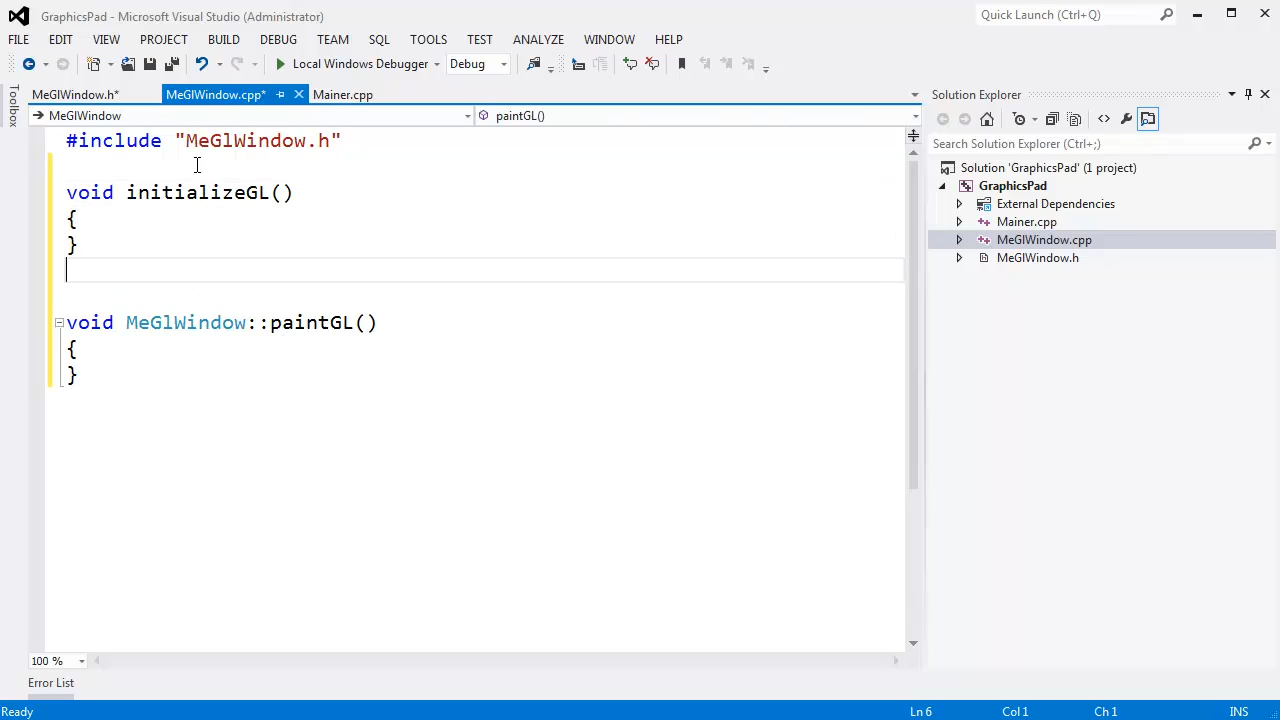 GraphicsPad - Microsoft Visual Studio (Administrator)
Quick Launch (Ctrl+Q)
FILE EDIT VIEW PROJECT BUILD DEBUG TEAM SQL TOOLS TEST ANALYZE WINDOW HELP
Local Windows Debugger Debug
Toolbox
MeGlWindow.h* MeGlWindow.cpp* Mainer.cpp
MeGlWindow paintGL()
#include "MeGlWindow.h"
void initializeGL()
{
}
void MeGlWindow::paintGL()
{
}
100 %
Solution Explorer
Search Solution Explorer (Ctrl+;)
Solution 'GraphicsPad' (1 project)
GraphicsPad
External Dependencies
Mainer.cpp
MeGlWindow.cpp
MeGlWindow.h
Error List
Ready Ln 6 Col 1 Ch 1 INS